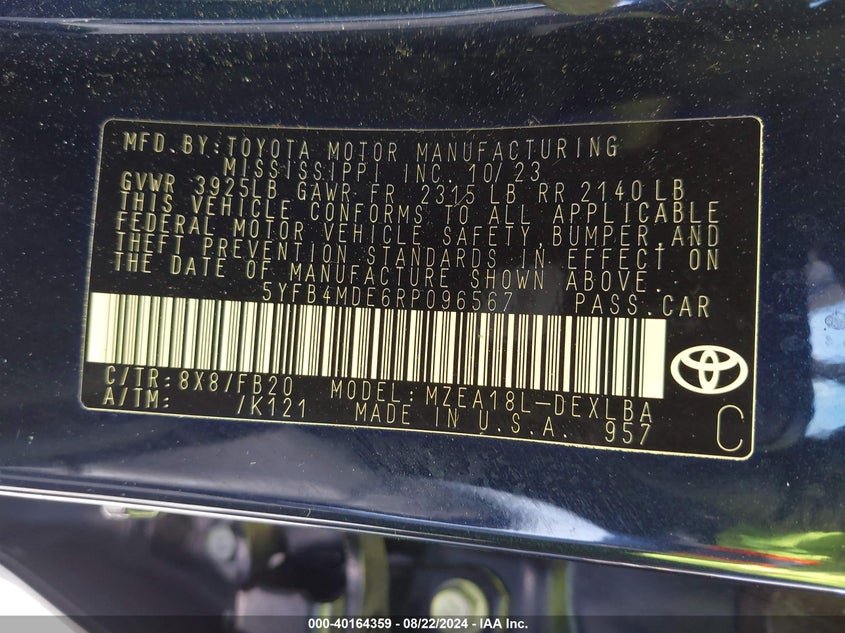 MFD.BY:TOYOTA MOTOR MANUFACTURING
MISSISSIPPI INC. 10/23
GVWR 3925LB GAWR FR 2315 LB RR 2140 LB
THIS VEHICLE CONFORMS TO ALL APPLICABLE
FEDERAL MOTOR VEHICLE SAFETY,BUMPER,AND
THEFT PREVENTION STANDARDS IN EFFECT ON
THE DATE OF MANUFACTURE SHOWN ABOVE.
5YFB4MDE6RP096567 PASS.CAR
C/TR:8X8/FB20 MODEL:MZEA18L-DEXLBA
A/TM: /K121 MADE IN U.S.A. 957 C
000-40164359 - 08/22/2024 - IAA Inc.